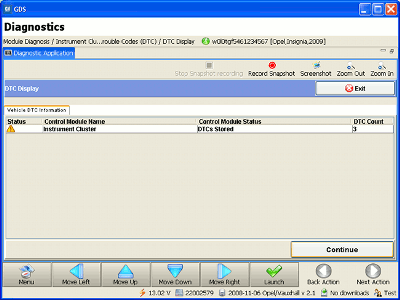 GDS
Diagnostics
Module Diagnosis / Instrument Clu...rouble Codes (DTC) / DTC Display [Opel,Insignia,2009]
Diagnostic Application
Stop Snapshot recording Record Snapshot Screenshot Zoom Out Zoom In
DTC Display Exit
Vehicle DTC Information
Status Control Module Name Control Module Status DTC Count
Instrument Cluster DTCs Stored 3
Continue
Menu Move Left Move Up Move Down Move Right Launch Back Action Next Action
13.02 V 22002579 2008-11-06 Opel/Vauxhall v 2.1 No downloads Test